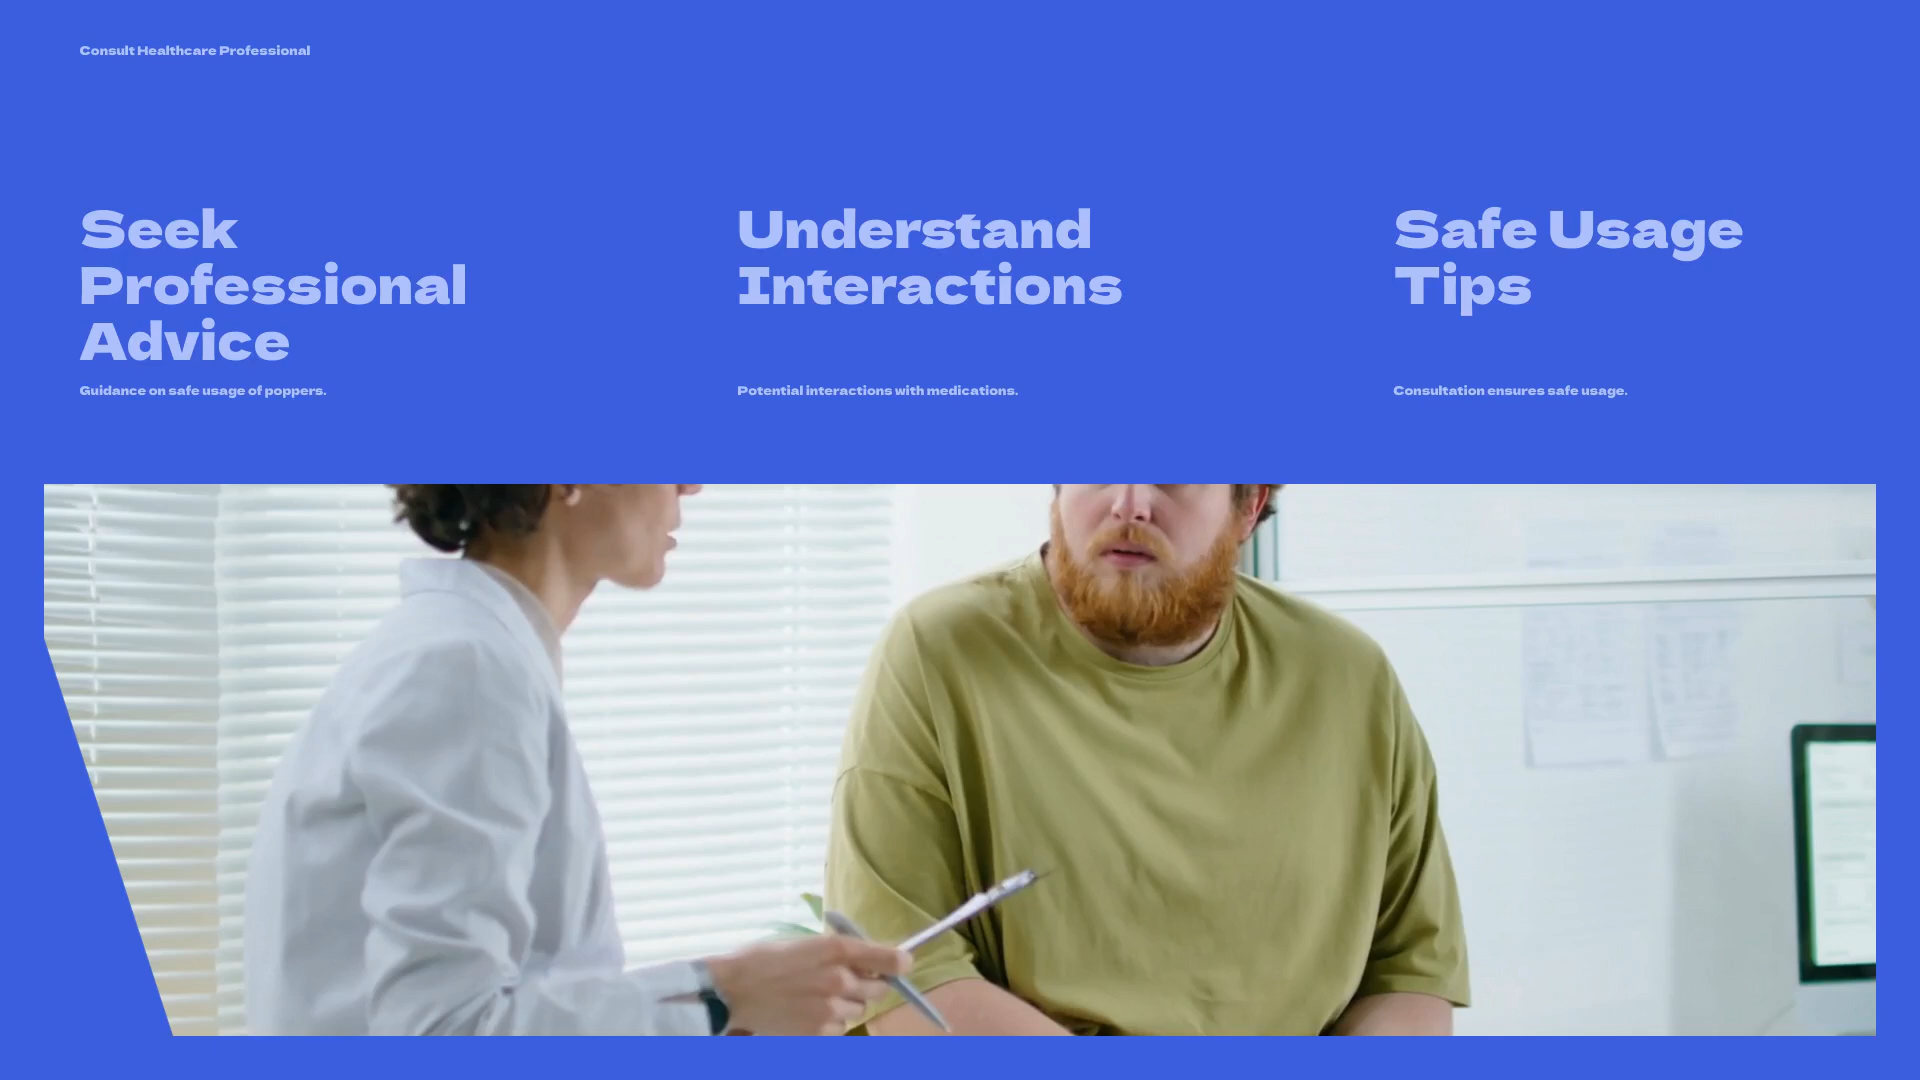 Consult Healthcare Professional
Seek
Professional
Advice
Guidance on safe usage of poppers.
Understand
Interactions
Potential interactions with medications.
Safe Usage
Tips
Consultation ensures safe usage.